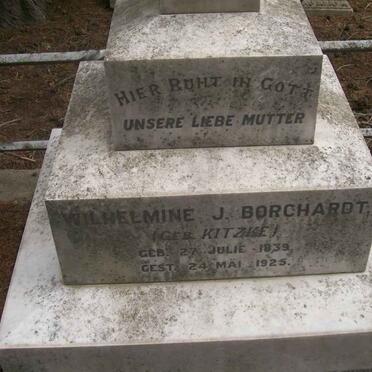 HIER RUHT IN GOTT
UNSERE LIEBE MUTTER
WILHELMINE J. BORCHARDT,
(GEB. KITZKE)
GEB. 27 JULIE 1839.
GEST. 24 MAI 1925.